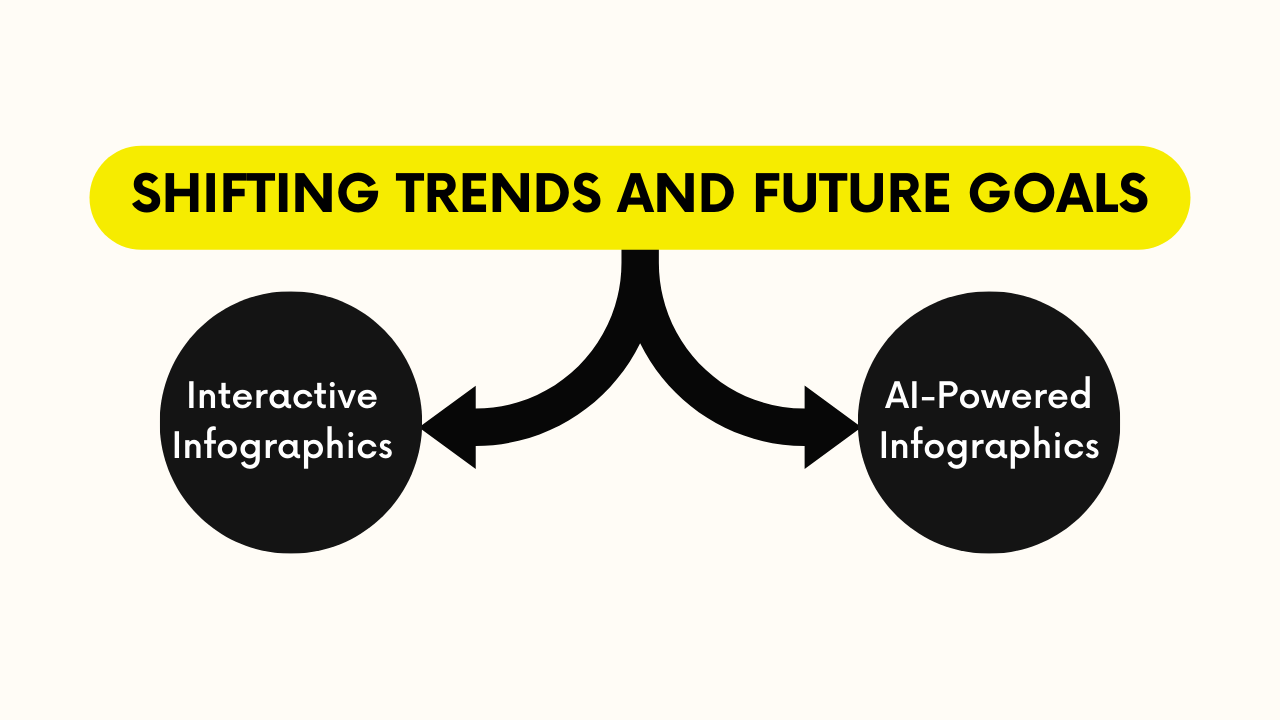 SHIFTING TRENDS AND FUTURE GOALS
Interactive
Infographics
AI-Powered
Infographics